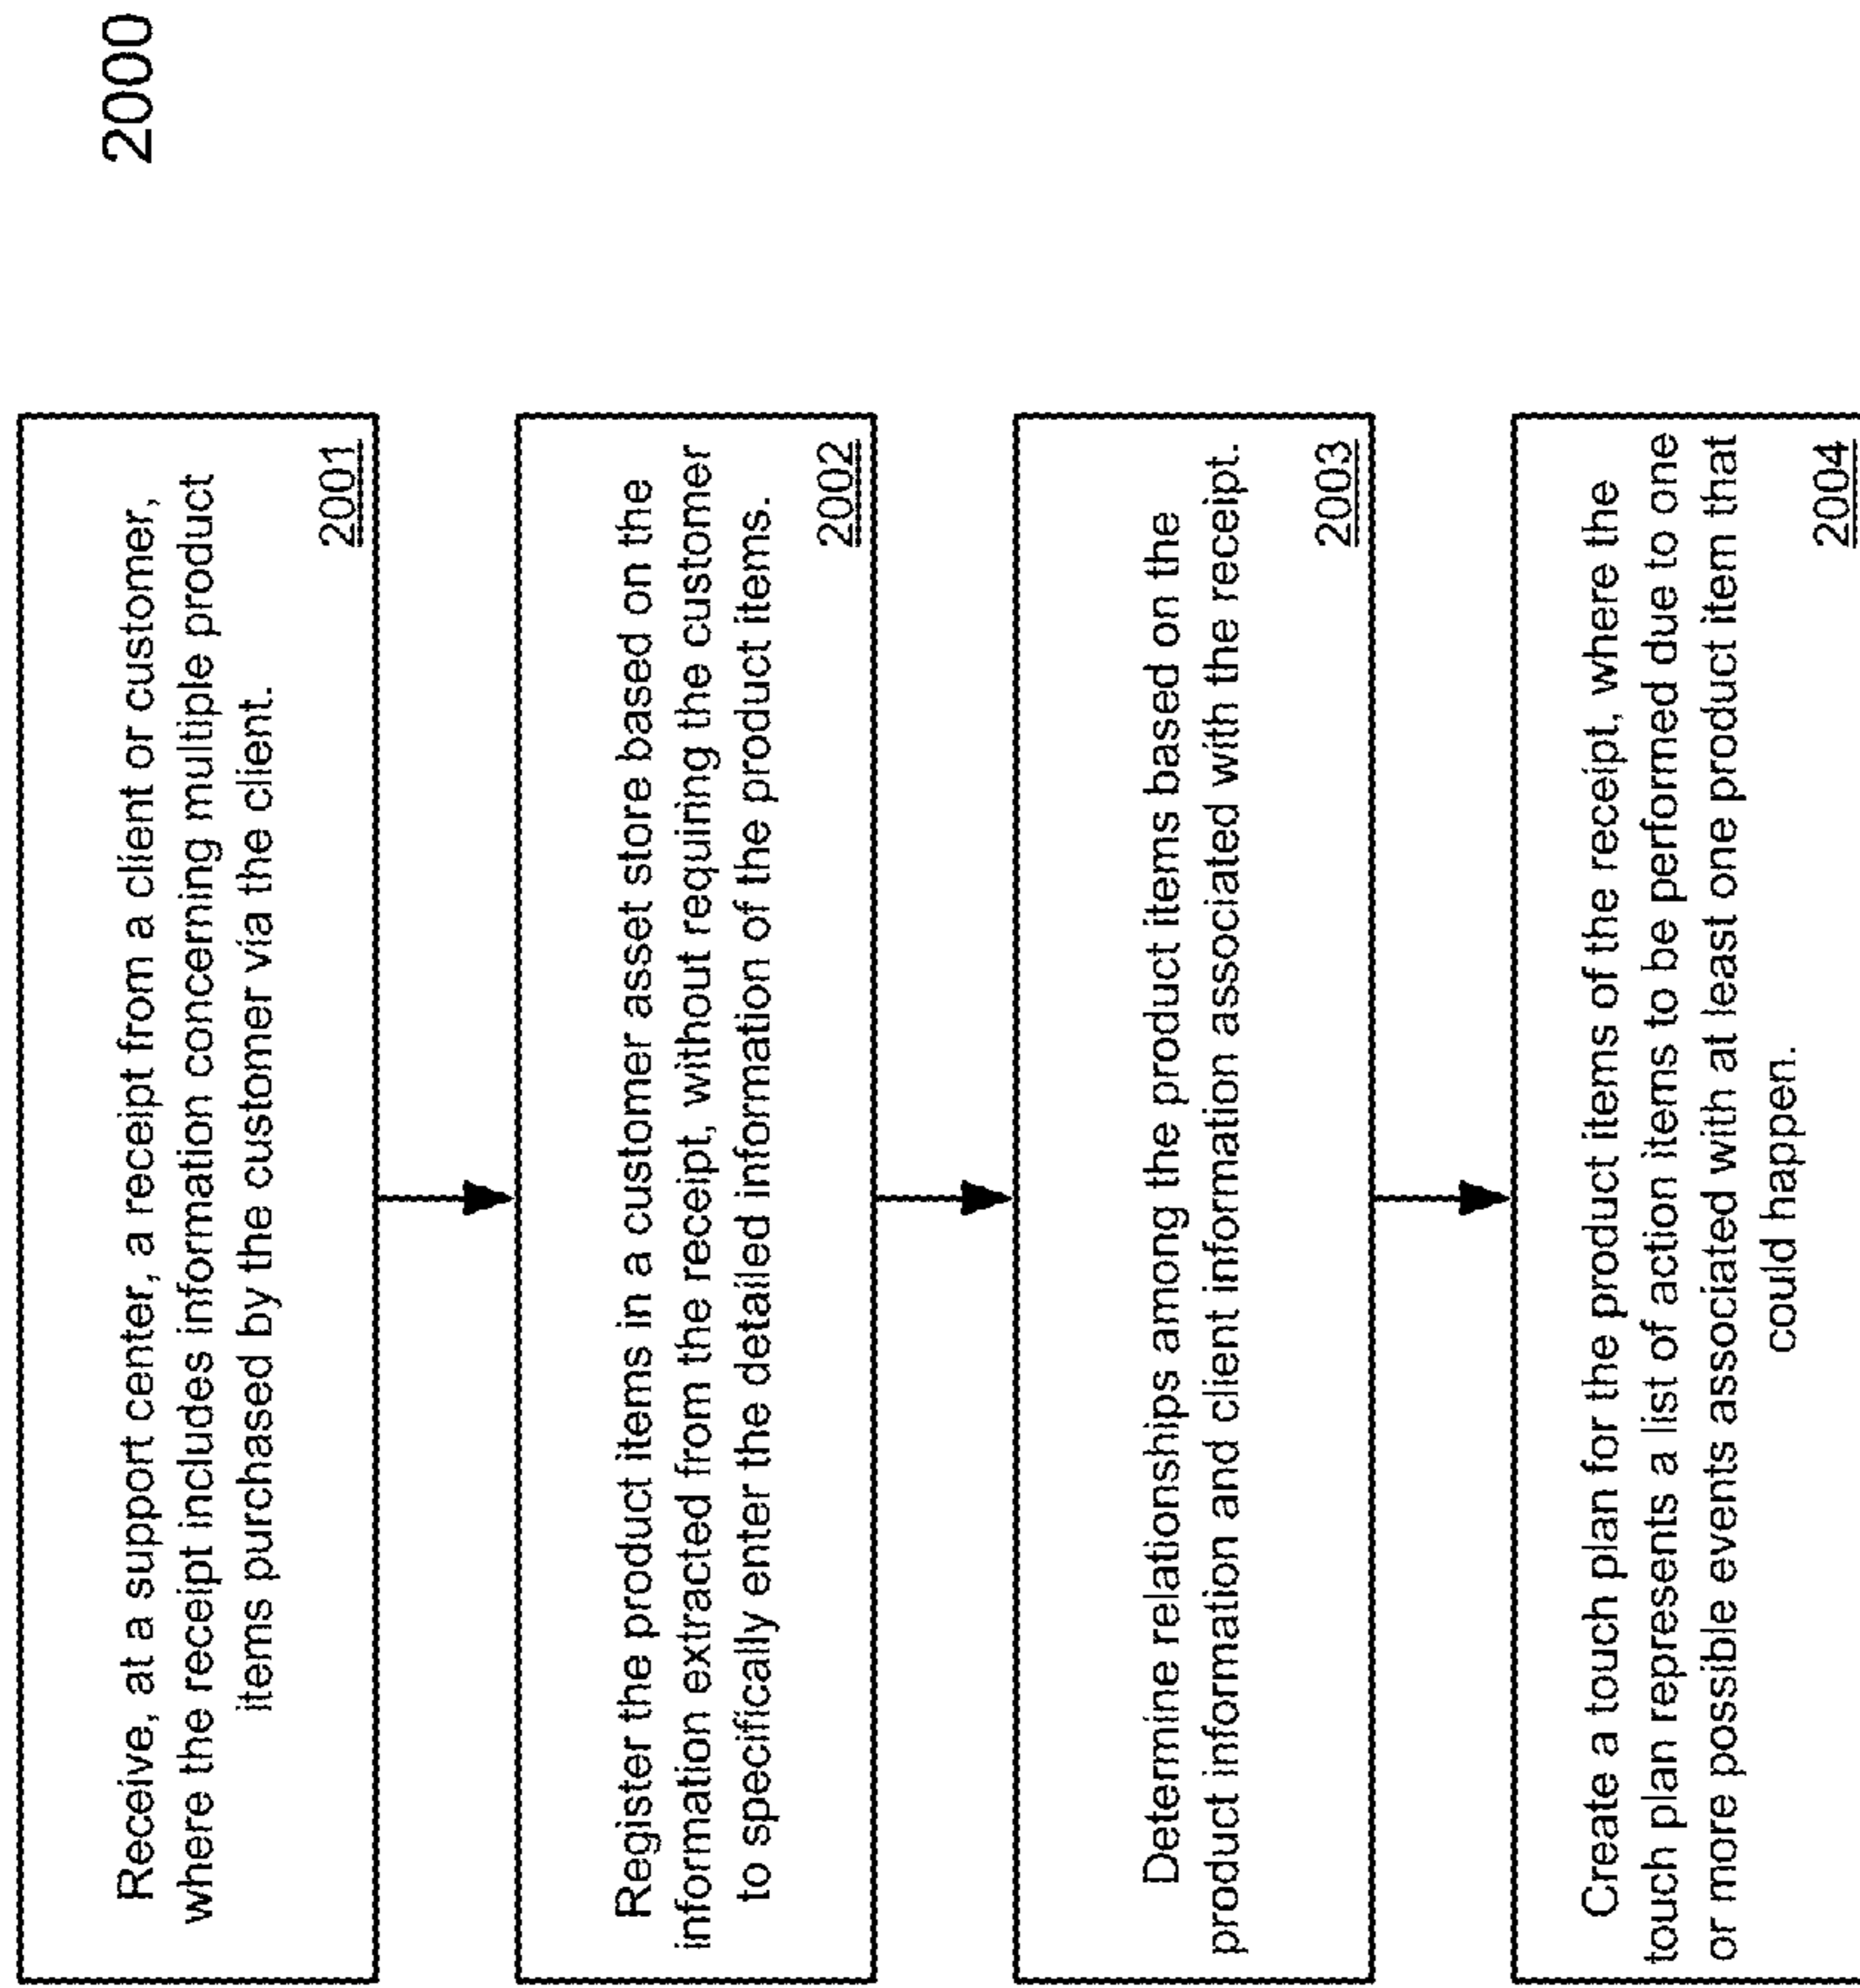 2000
Receive, at a support center, a receipt from a client or customer,
where the receipt includes information concerning multiple product
items purchased by the customer via the client.
2001
Register the product items in a customer asset store based on the
information extracted from the receipt, without requiring the customer
to specifically enter the detailed information of the product items.
2002
Determine relationships among the product items based on the
product information and client information associated with the receipt.
2003
Create a touch plan for the product items of the receipt, where the
touch plan represents a list of action items to be performed due to one
or more possible events associated with at least one product item that
could happen.
2004